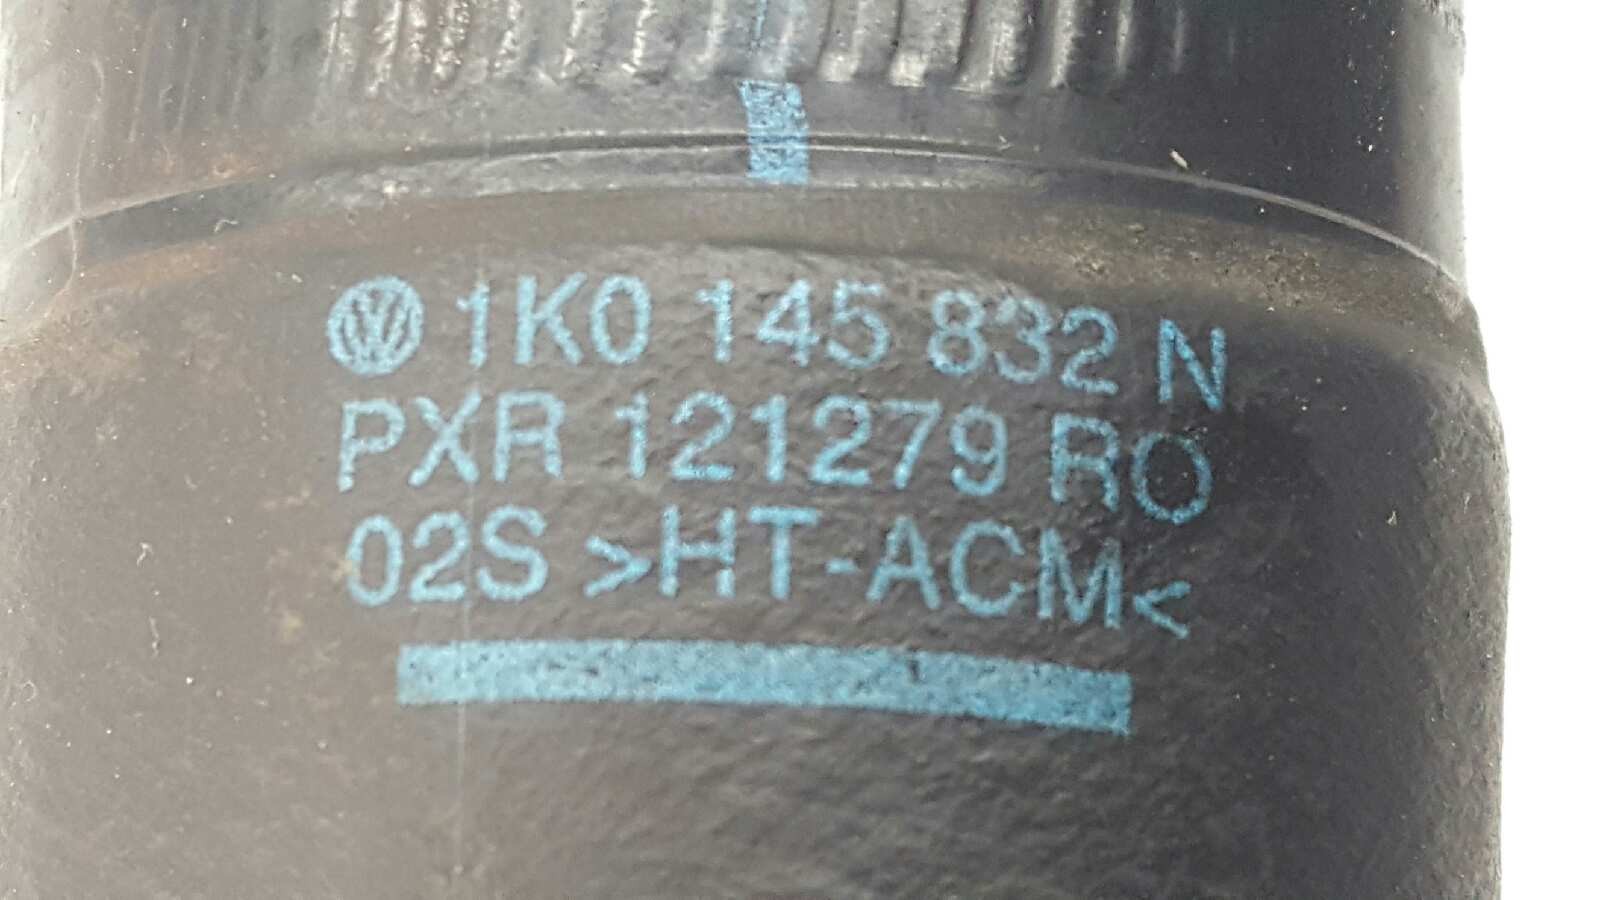 1K0 145 832 N
PXR 121279 RO
02S >HT-ACM<